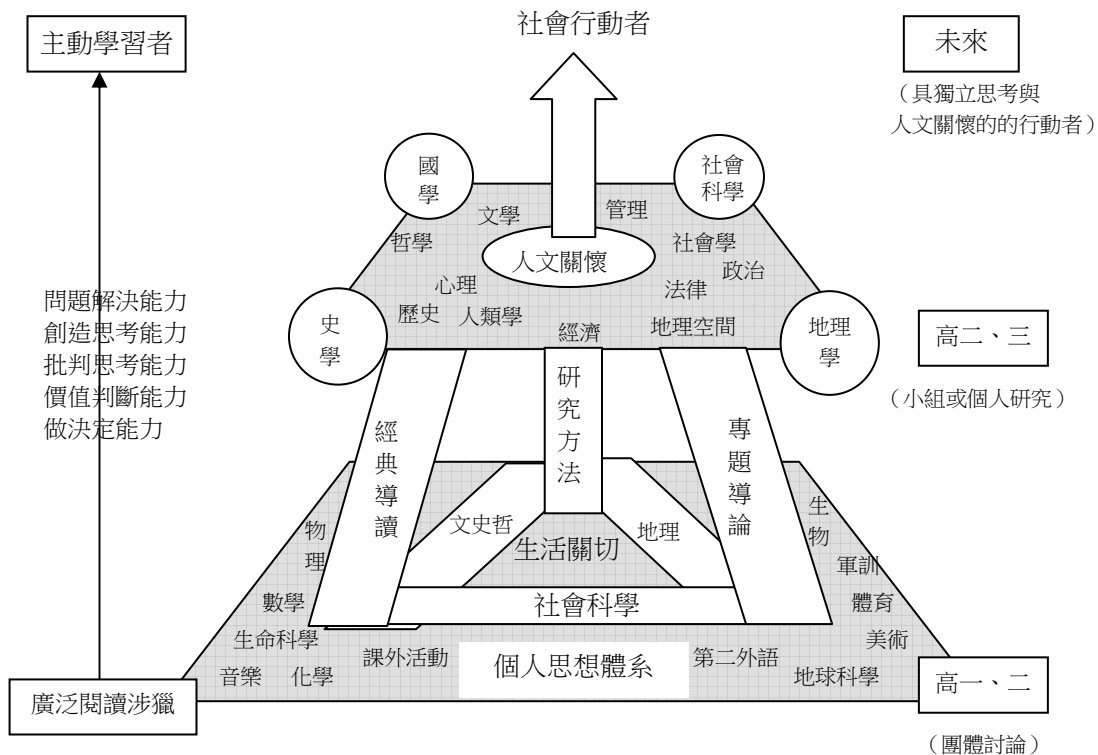 社會行動者
主動學習者
未來
（具獨立思考與
人文關懷的的行動者）
國
學
社會
科學
文學
管理
哲學
社會學
人文關懷
政治
心理
法律
歷史
人類學
經濟
地理空間
史
學
地理
學
問題解決能力
創造思考能力
批判思考能力
價值判斷能力
做決定能力
高二、三
（小組或個人研究）
經典導讀
研究方法
專題導論
物理
文史哲
地理
生物
生活關切
軍訓
數學
社會科學
體育
生命科學
美術
課外活動
個人思想體系
第二外語
音樂
化學
地球科學
廣泛閱讀涉獵
高一、二
（團體討論）